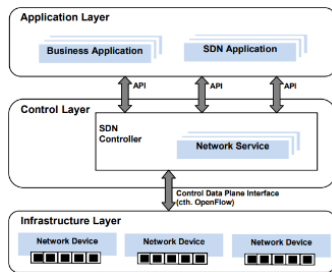 Application Layer
Business Application
SDN Application
API
API
API
Control Layer
SDN
Controller
Network Service
Control Data Plane Interface
(cth. OpenFlow)
Infrastructure Layer
Network Device
Network Device
Network Device